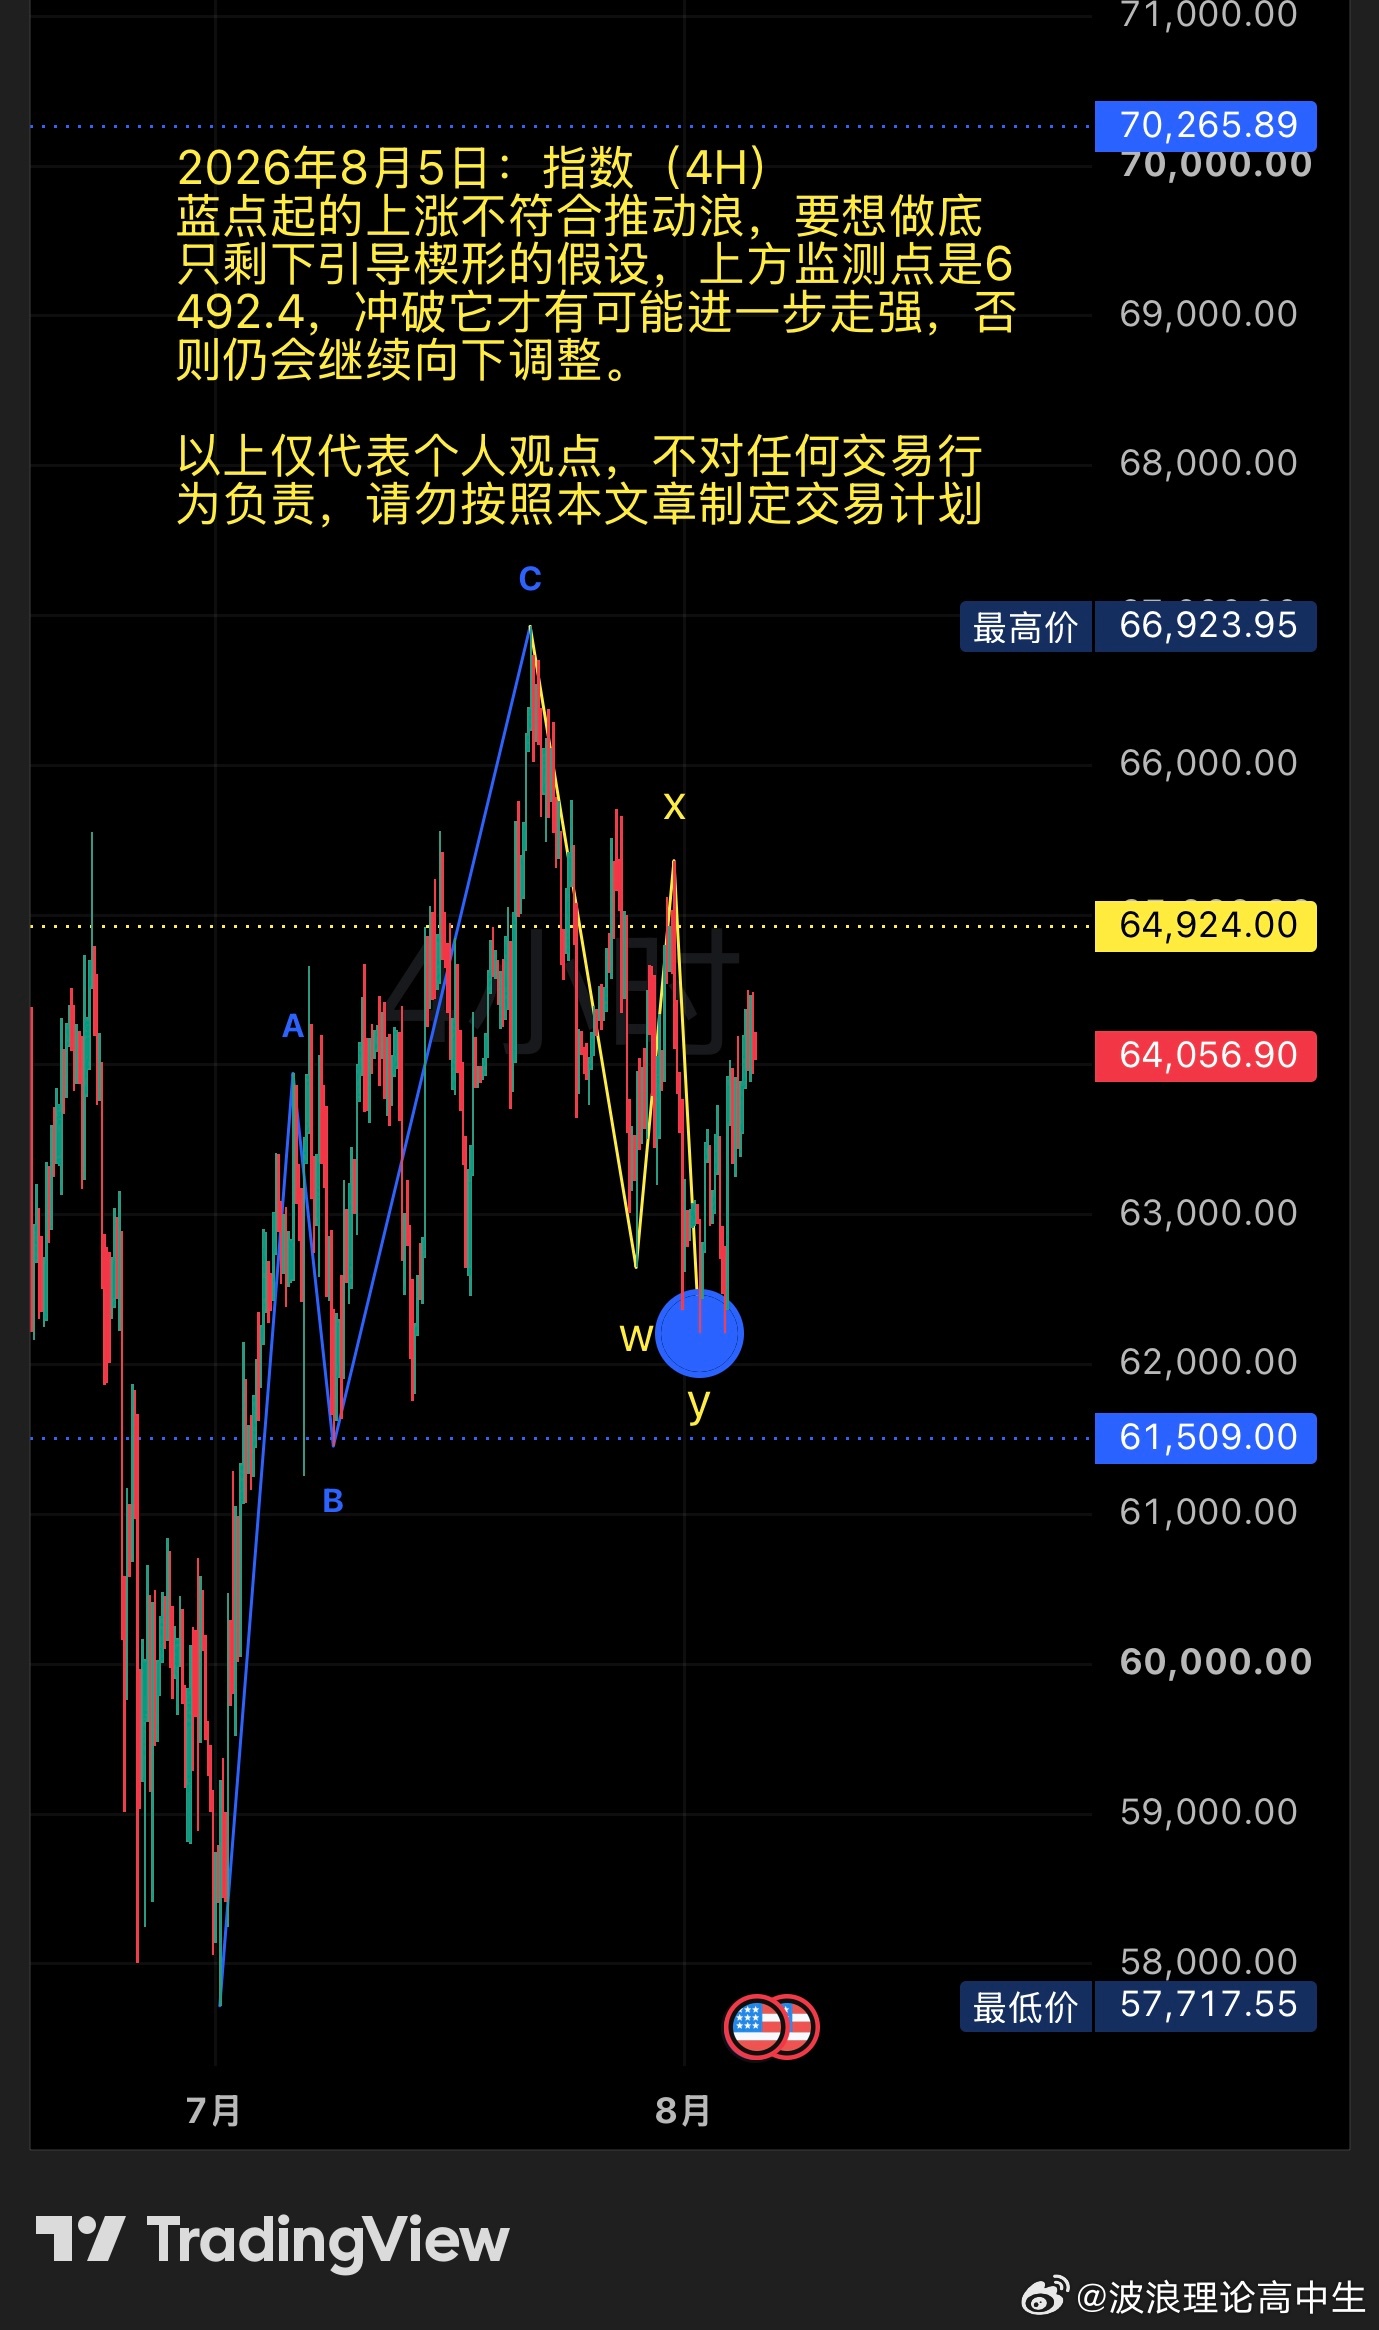 71,000.00
70,265.89
70,000.00
2026年8月5日：指数（4H）
蓝点起的上涨不符合推动浪，要想做底
只剩下引导楔形的假设，上方监测点是6
492.4，冲破它才有可能进一步走强，否
则仍会继续向下调整。
69,000.00
以上仅代表个人观点，不对任何交易行
为负责，请勿按照本文章制定交易计划
68,000.00
C
最高价 66,923.95
66,000.00
x
64,924.00
4小时
A
64,056.90
63,000.00
w
62,000.00
y
61,509.00
B
61,000.00
60,000.00
59,000.00
58,000.00
最低价 57,717.55
7月 8月
TradingView
@波浪理论高中生